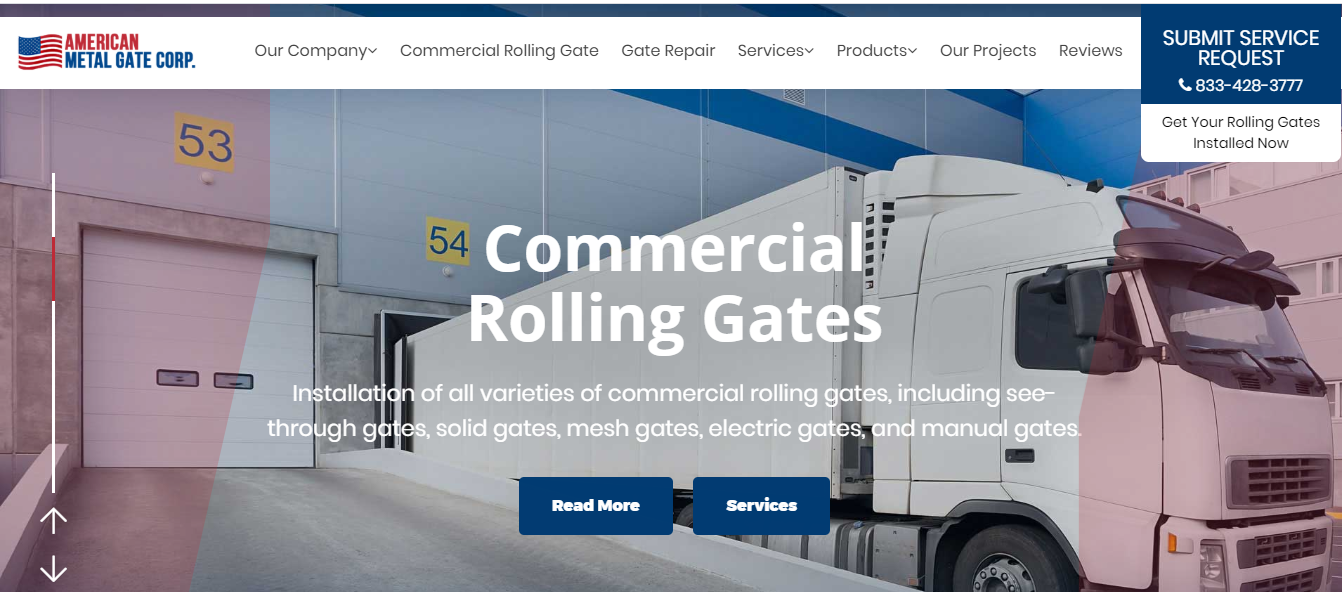 AMERICAN
METAL GATE CORP.
Our Company
Commercial Rolling Gate
Gate Repair
Services
Products
Our Projects
Reviews
SUBMIT SERVICE
REQUEST
833-428-3777
Get Your Rolling Gates
Installed Now
53
54
Commercial
Rolling Gates
Installation of all varieties of commercial rolling gates, including see-
through gates, solid gates, mesh gates, electric gates, and manual gates.
Read More
Services